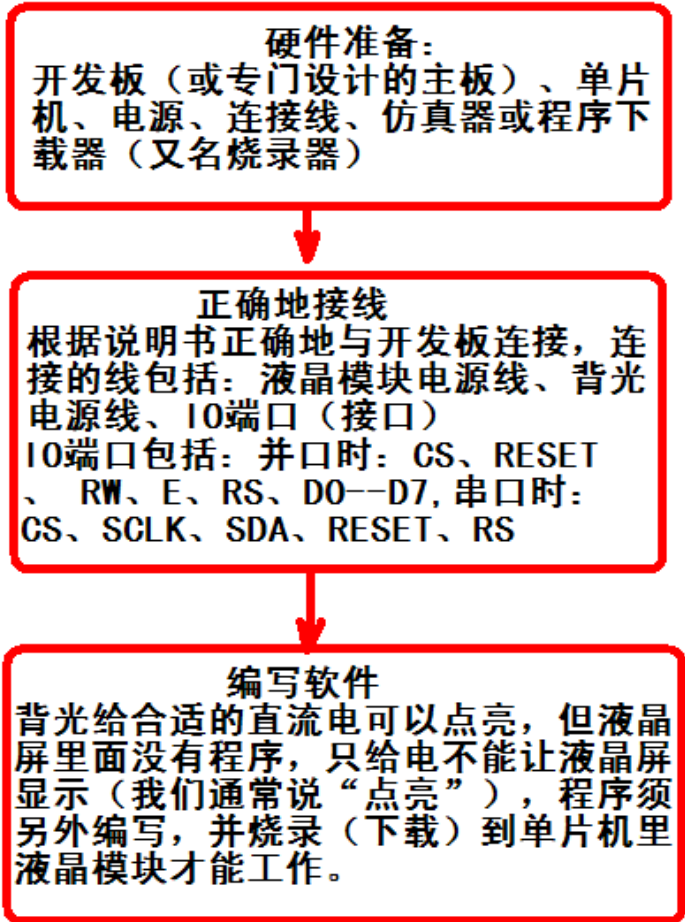 硬件准备：
开发板（或专门设计的主板）、单片
机、电源、连接线、仿真器或程序下
载器（又名烧录器）
正确地接线
根据说明书正确地与开发板连接，连
接的线包括：液晶模块电源线、背光
电源线、IO端口（接口）
IO端口包括：并口时：CS、RESET
、 RW、E、RS、D0--D7,串口时：
CS、SCLK、SDA、RESET、RS
编写软件
背光给合适的直流电可以点亮，但液晶
屏里面没有程序，只给电不能让液晶屏
显示（我们通常说“点亮”），程序须
另外编写，并烧录（下载）到单片机里
液晶模块才能工作。